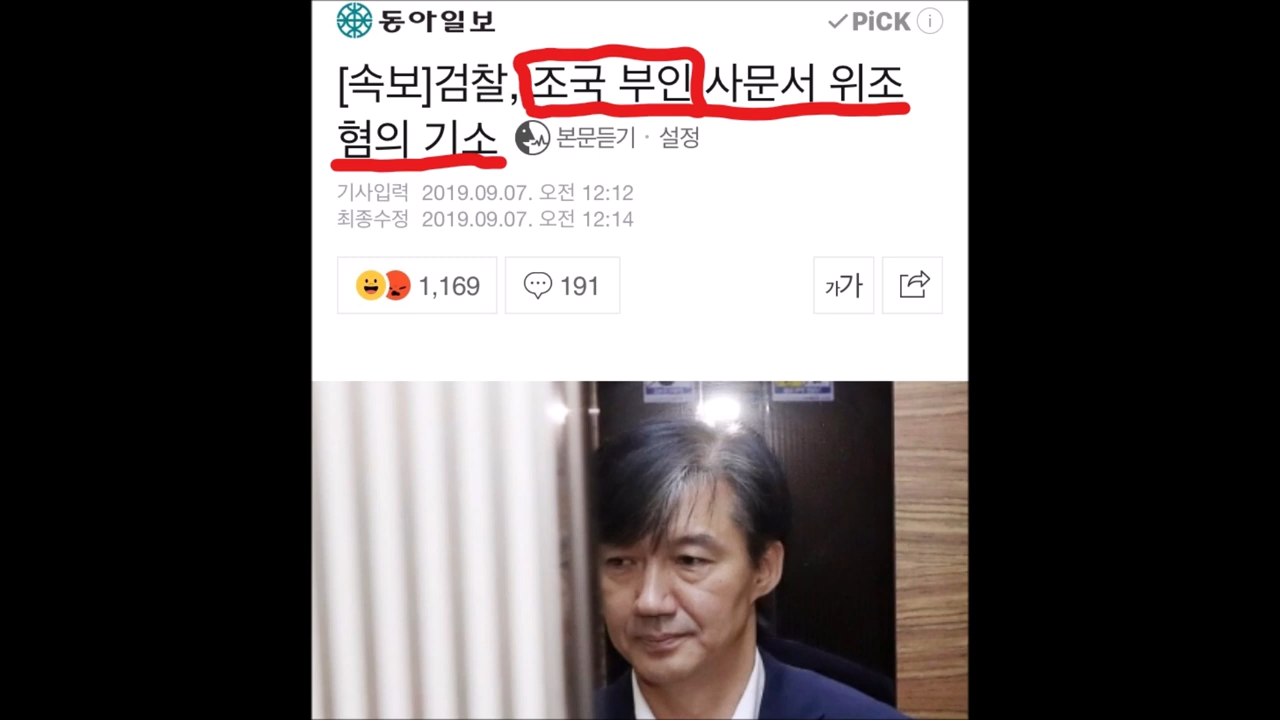 동아일보
PiCK
[속보]검찰, 조국 부인 사문서 위조
혐의 기소 본문듣기 · 설정
기사입력 2019.09.07. 오전 12:12
최종수정 2019.09.07. 오전 12:14
1,169 191 가가